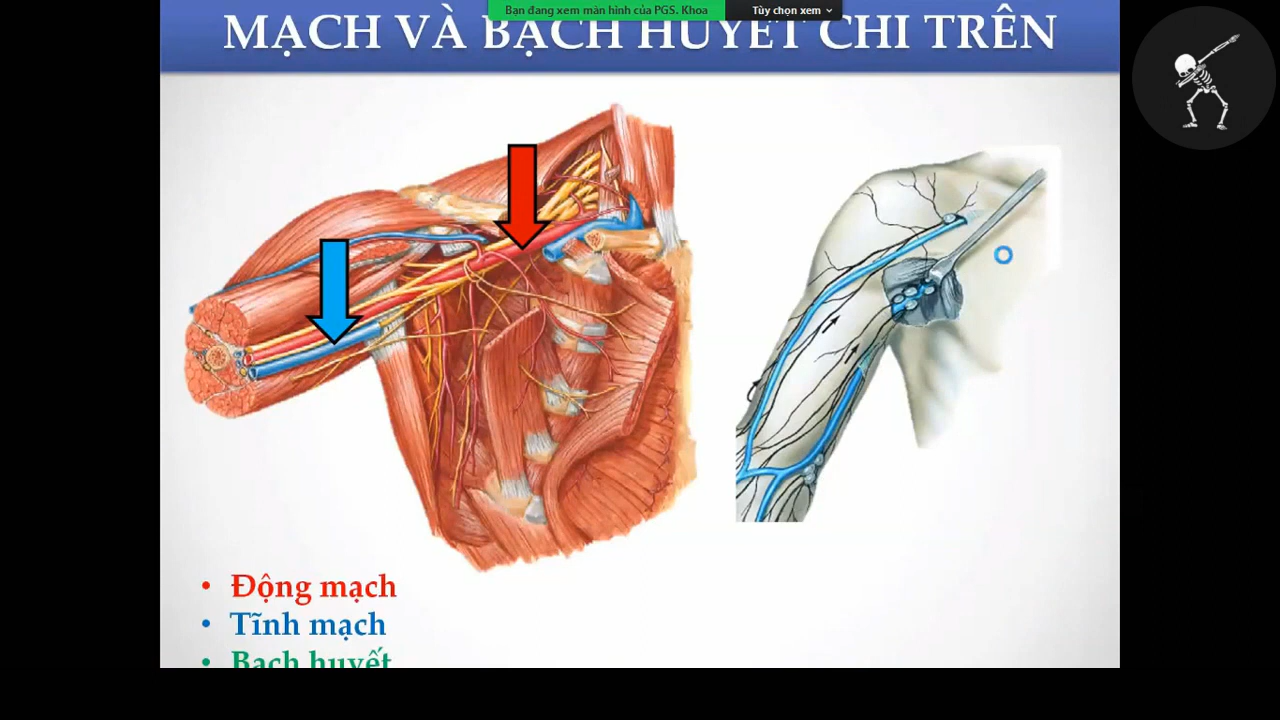 Bạn đang xem màn hình của PGS. Khoa
Tùy chọn xem
MẠCH VÀ BẠCH HUYẾT CHI TRÊN
• Động mạch
• Tĩnh mạch
• Bạch huyết